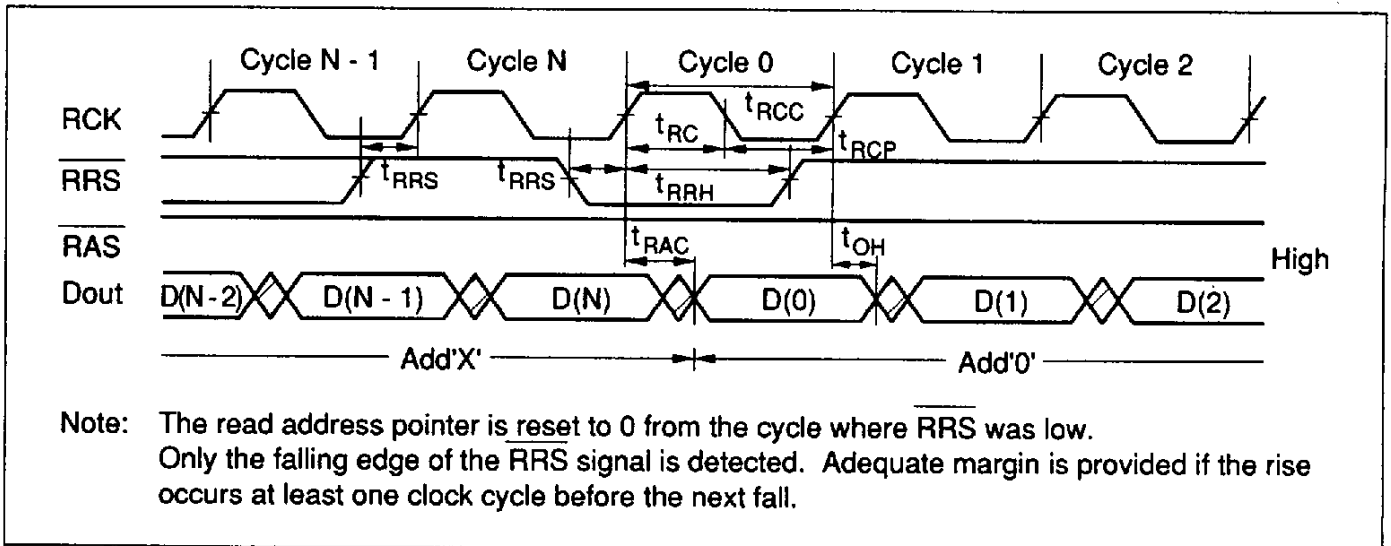 Cycle N - 1 Cycle N Cycle 0 Cycle 1 Cycle 2
RCK
tRCC
tRC
tRCP
RRS
tRRS
tRRS
tRRH
RAS
tRAC
tOH
High
Dout
D(N-2) D(N - 1) D(N) D(0) D(1) D(2)
Add'X' Add'0'
Note: The read address pointer is reset to 0 from the cycle where RRS was low.
Only the falling edge of the RRS signal is detected. Adequate margin is provided if the rise
occurs at least one clock cycle before the next fall.